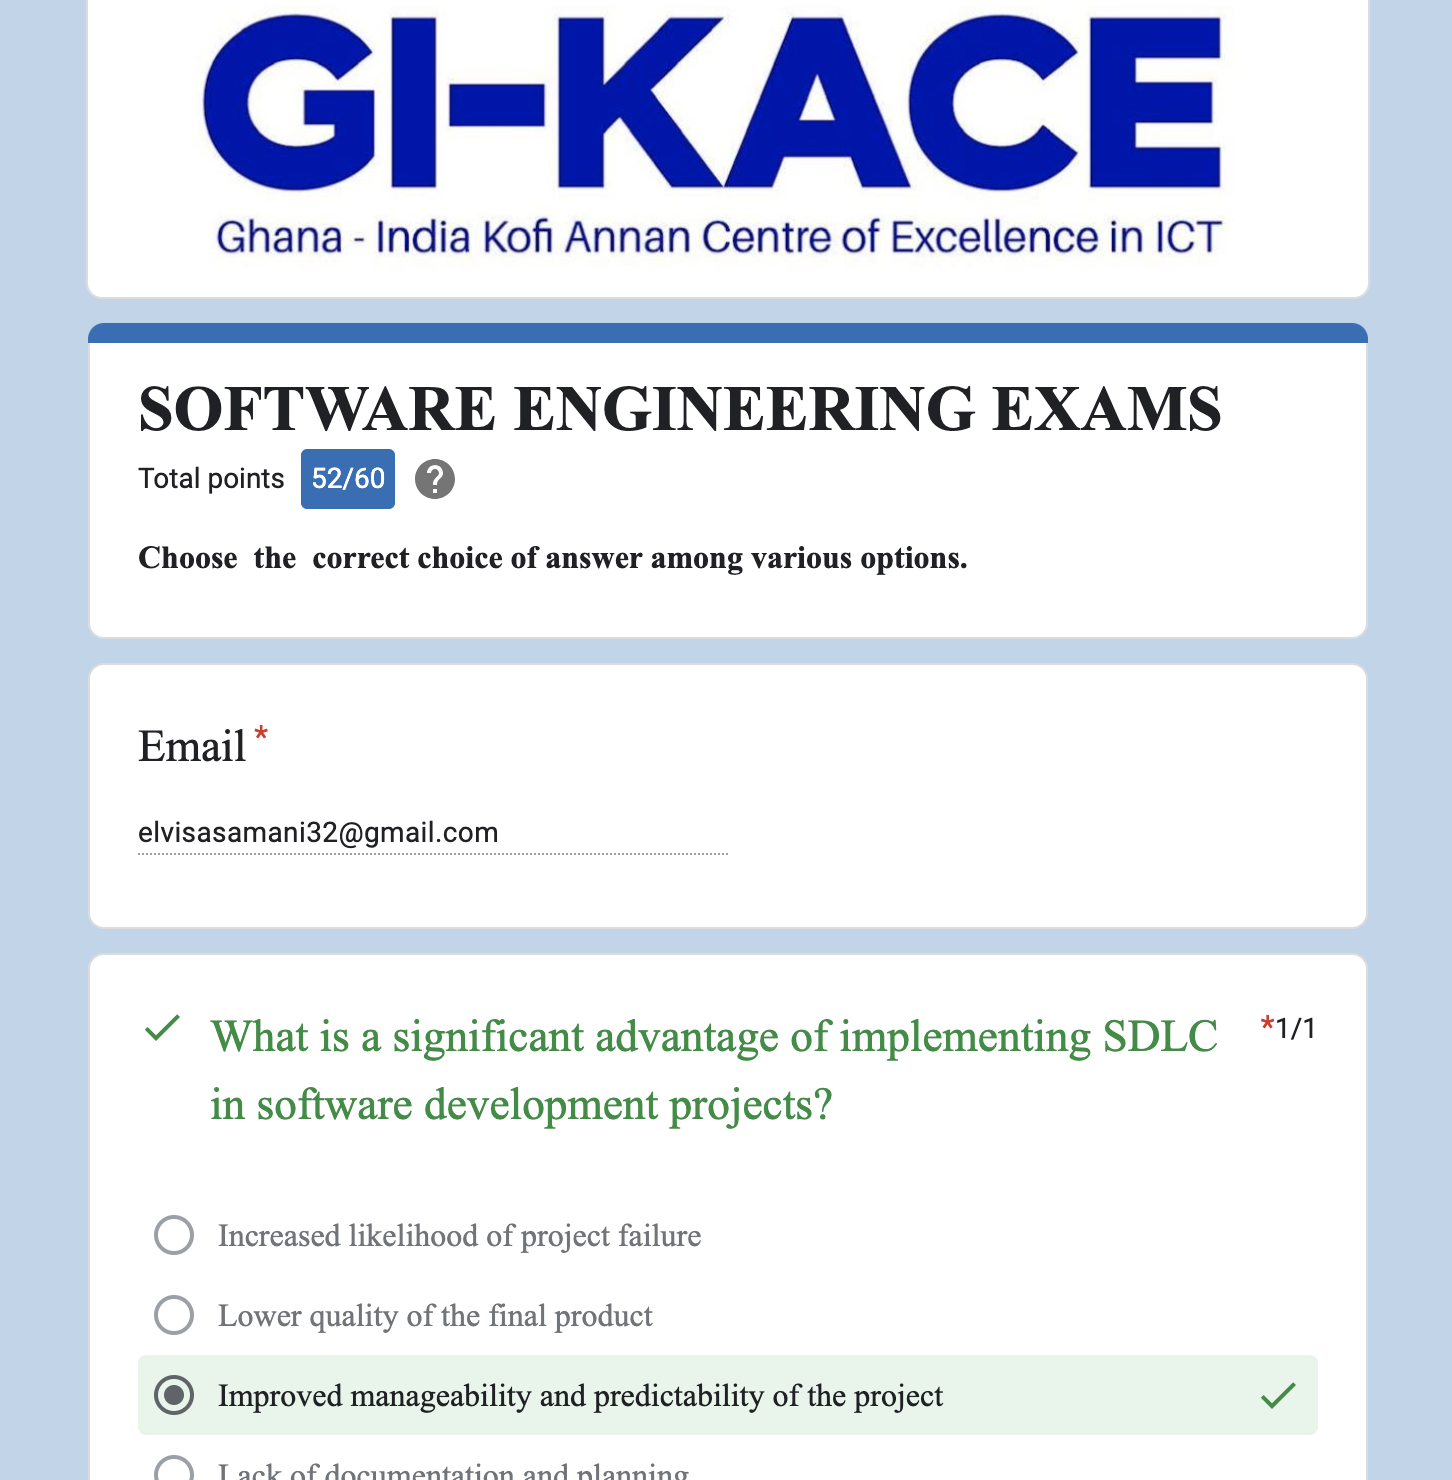 GI-KACE
Ghana - India Kofi Annan Centre of Excellence in ICT
SOFTWARE ENGINEERING EXAMS
Total points 52/60 ?
Choose the correct choice of answer among various options.
Email *
elvisasamani32@gmail.com
What is a significant advantage of implementing SDLC *1/1
in software development projects?
Increased likelihood of project failure
Lower quality of the final product
Improved manageability and predictability of the project
Lack of documentation and planning